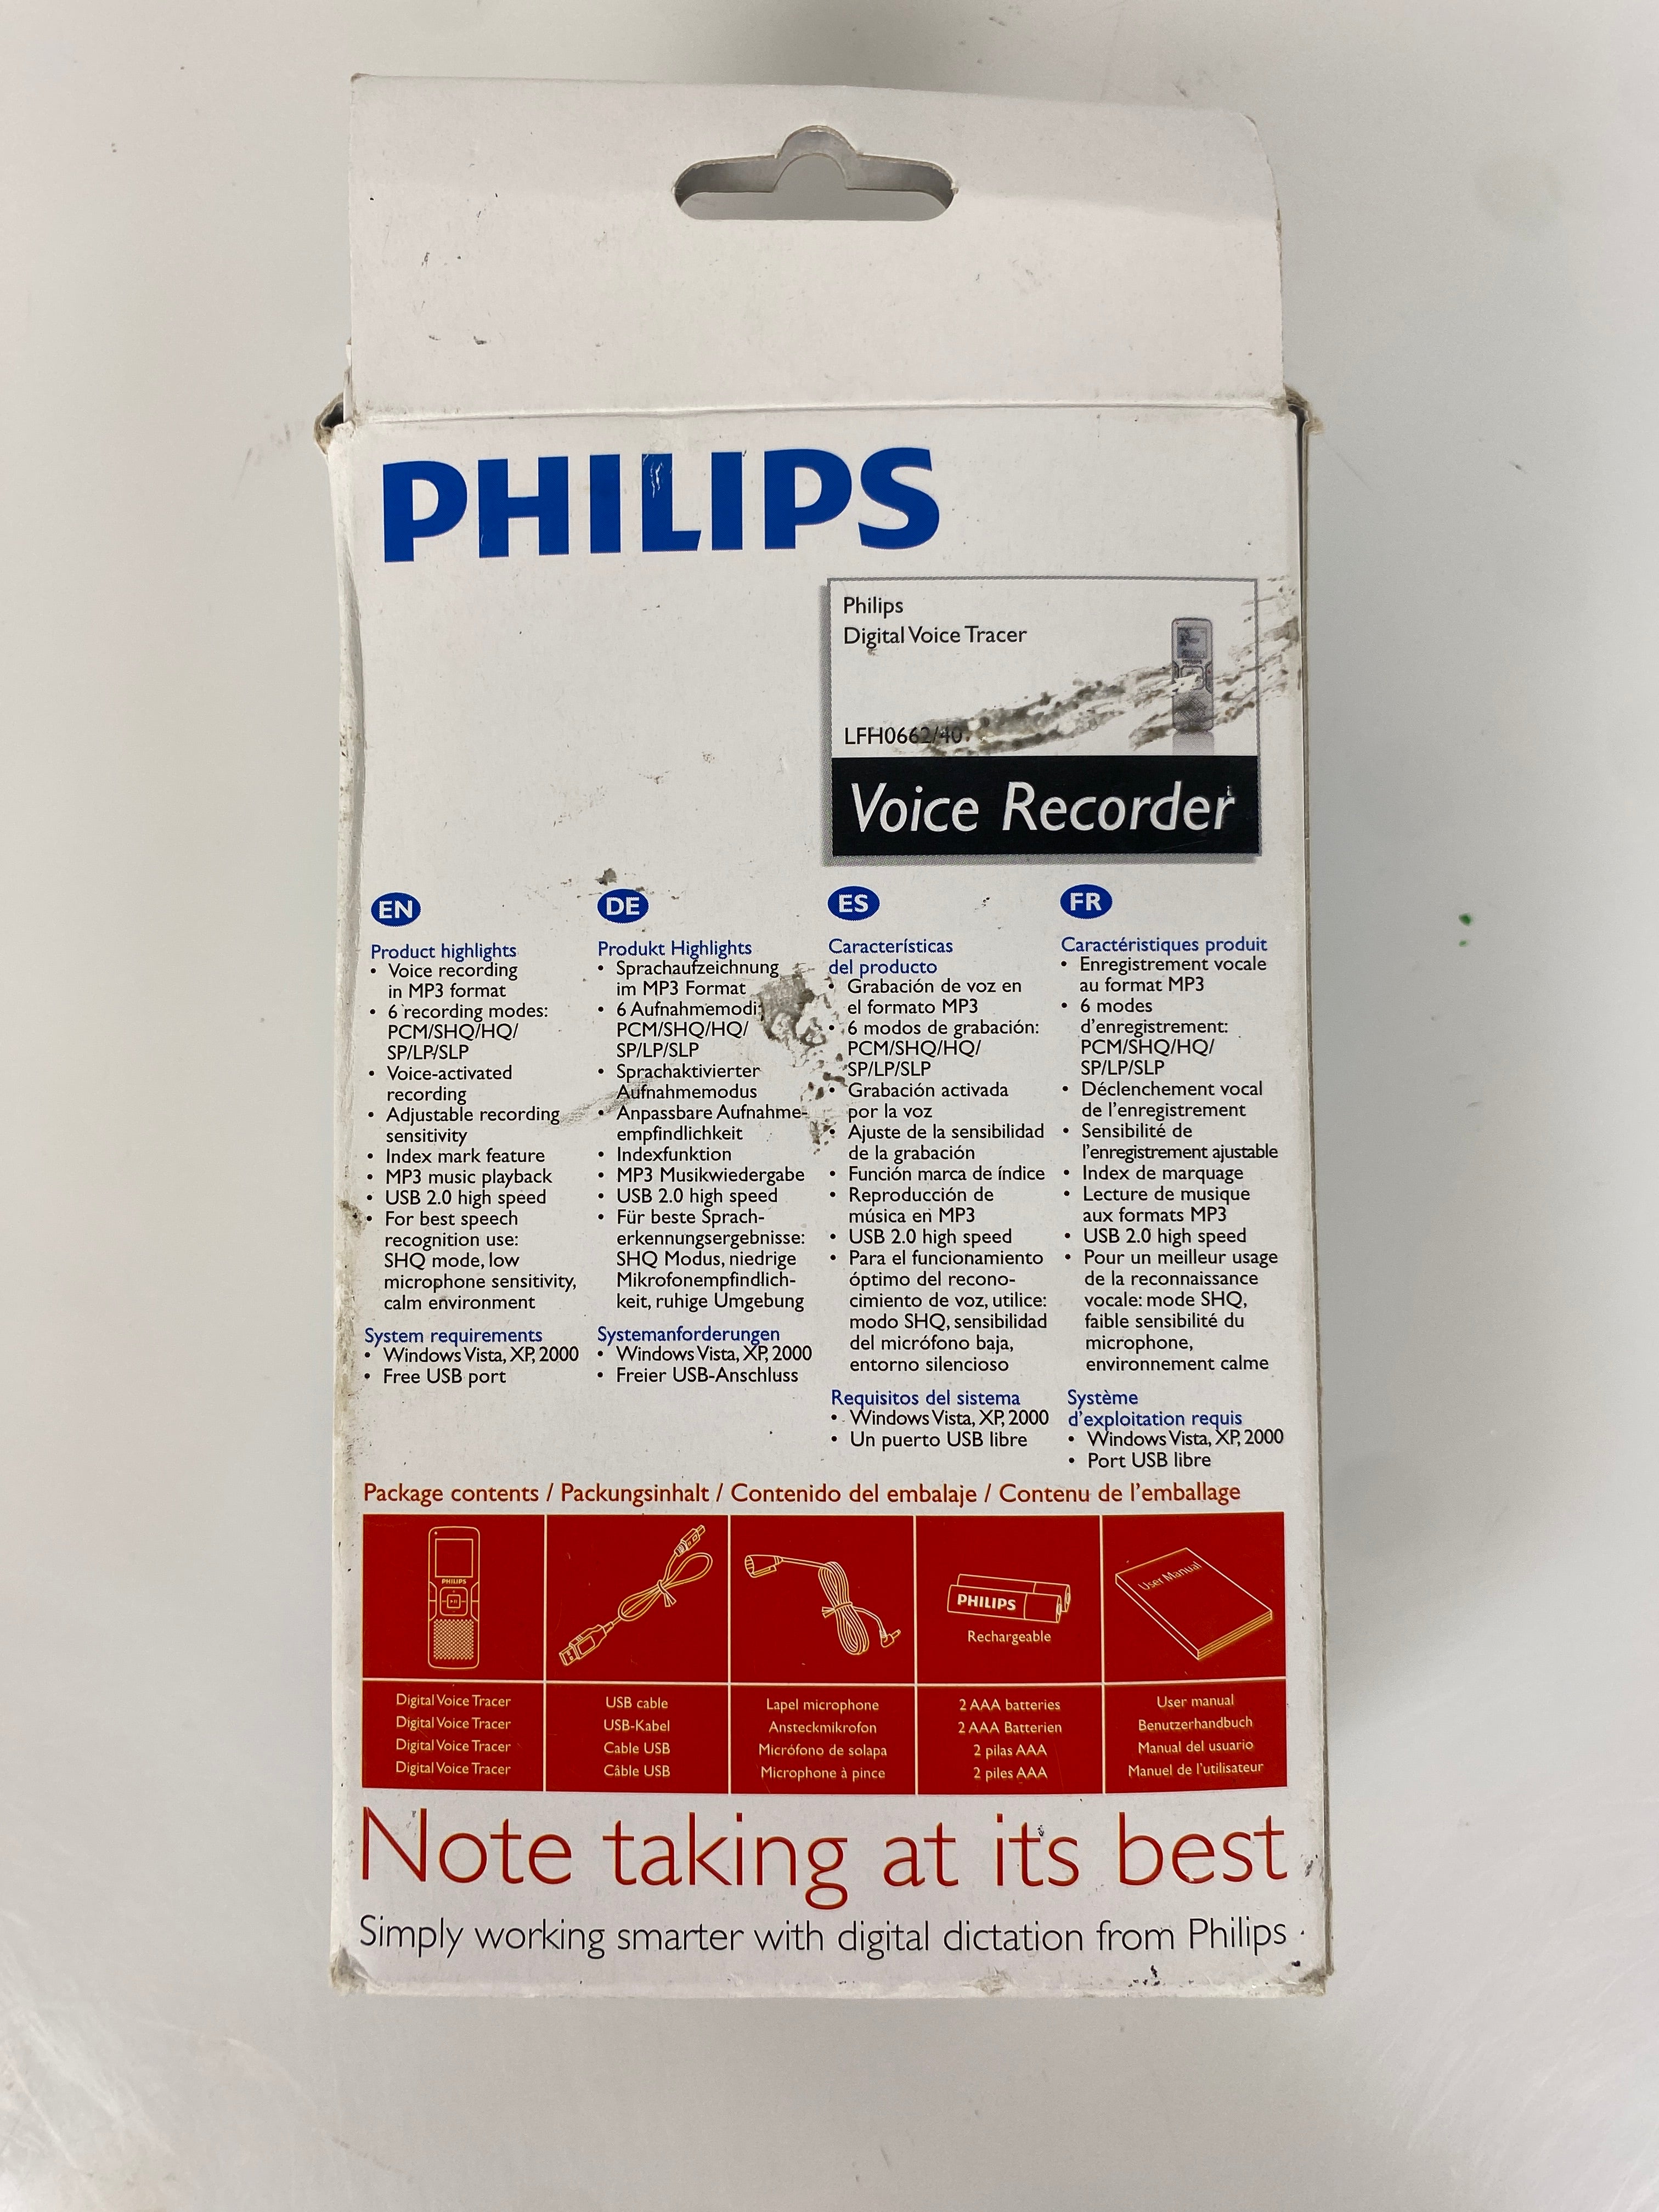 PHILIPS
Philips
Digital Voice Tracer
LFH0662/40
Voice Recorder
EN
Product highlights
• Voice recording
in MP3 format
• 6 recording modes:
PCM/SHQ/HQ/
SP/LP/SLP
• Voice-activated
recording
• Adjustable recording
sensitivity
• Index mark feature
• MP3 music playback
• USB 2.0 high speed
• For best speech
recognition use:
SHQ mode, low
microphone sensitivity,
calm environment
System requirements
• Windows Vista, XP, 2000
• Free USB port
DE
Produkt Highlights
• Sprachaufzeichnung
im MP3 Format
• 6 Aufnahmemodi:
PCM/SHQ/HQ/
SP/LP/SLP
• Sprachaktivierter
Aufnahmemodus
• Anpassbare Aufnahme-
empfindlichkeit
• Indexfunktion
• MP3 Musikwiedergabe
• USB 2.0 high speed
• Für beste Sprach-
erkennungsergebnisse:
SHQ Modus, niedrige
Mikrofonempfindlich-
keit, ruhige Umgebung
Systemanforderungen
• Windows Vista, XP, 2000
• Freier USB-Anschluss
ES
Características
del producto
• Grabación de voz en
el formato MP3
• 6 modos de grabación:
PCM/SHQ/HQ/
SP/LP/SLP
• Grabación activada
por la voz
• Ajuste de la sensibilidad
de la grabación
• Función marca de índice
• Reproducción de
música en MP3
• USB 2.0 high speed
• Para el funcionamiento
óptimo del recono-
cimiento de voz, utilice:
modo SHQ, sensibilidad
del micrófono baja,
entorno silencioso
Requisitos del sistema
• Windows Vista, XP, 2000
• Un puerto USB libre
FR
Caractéristiques produit
• Enregistrement vocale
au format MP3
• 6 modes
d'enregistrement:
PCM/SHQ/HQ/
SP/LP/SLP
• Déclenchement vocal
de l'enregistrement
• Sensibilité de
l'enregistrement ajustable
• Index de marquage
• Lecture de musique
aux formats MP3
• USB 2.0 high speed
• Pour un meilleur usage
de la reconnaissance
vocale: mode SHQ,
faible sensibilité du
microphone,
environnement calme
Système
d'exploitation requis
• Windows Vista, XP, 2000
• Port USB libre
Package contents / Packungsinhalt / Contenido del embalaje / Contenu de l'emballage
PHILIPS
PHILIPS
Rechargeable
User Manual
Digital Voice Tracer
Digital Voice Tracer
Digital Voice Tracer
Digital Voice Tracer
USB cable
USB-Kabel
Cable USB
Câble USB
Lapel microphone
Ansteckmikrofon
Micrófono de solapa
Microphone à pince
2 AAA batteries
2 AAA Batterien
2 pilas AAA
2 piles AAA
User manual
Benutzerhandbuch
Manual del usuario
Manuel de l'utilisateur
Note taking at its best
Simply working smarter with digital dictation from Philips